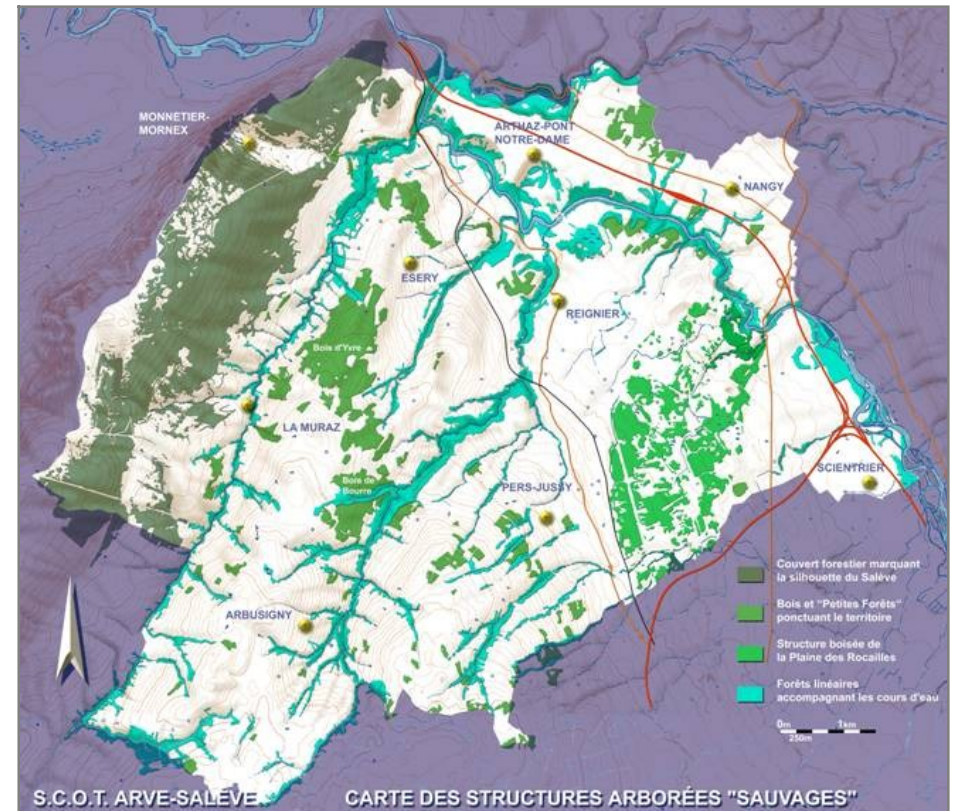 MONNETIER-
MORNEX
ARTHAZ-PONT
NOTRE-DAME
NANGY
ESERY
REIGNIER
Bois d'Yvre
LA MURAZ
SCIENTRIER
Bois de
Bourre
PERS-JUSSY
ARBUSIGNY
Couvert forestier marquant
la silhouette du Salève
Bois et "Petites Forêts"
ponctuant le territoire
Structure boisée de
la Plaine des Rocailles
Forêts linéaires
accompagnant les cours d'eau
0m 1km
250m
S.C.O.T. ARVE-SALÈVE
CARTE DES STRUCTURES ARBORÉES "SAUVAGES"